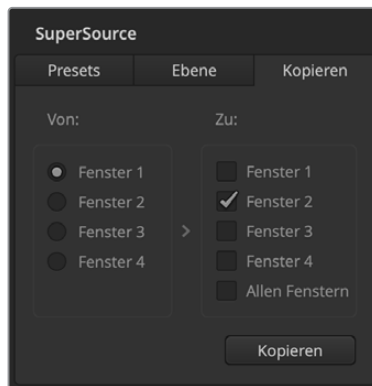 SuperSource
Presets Ebene Kopieren
Von: Zu:
Fenster 1 Fenster 1
Fenster 2 Fenster 2
Fenster 3 > Fenster 3
Fenster 4 Fenster 4
Allen Fenstern
Kopieren